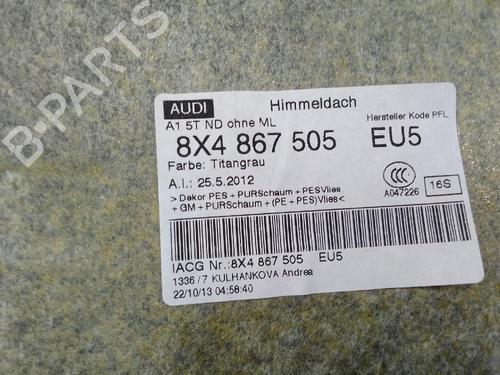 B-PARTS
AUDI Himmeldach
A1 5T ND ohne ML Hersteller Kode PFL
8X4 867 505 EU5
Farbe: Titangrau
A.I.: 25.5.2012
CCC
A047226
16S
> Dekor PES + PURSchaum + PESVlies
+ GM + PURSchaum + (PE + PES)Vlies<
IACG Nr.:8X4 867 505 EU5
1336 /7 KULHANKOVA Andrea
22/10/13 04:58:40